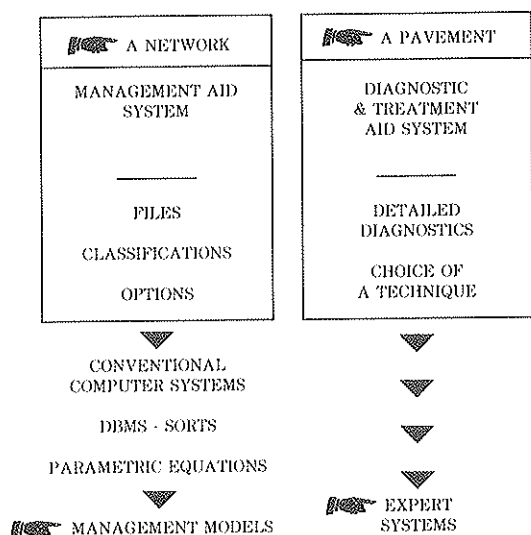 A NETWORK
MANAGEMENT AID
SYSTEM
FILES
CLASSIFICATIONS
OPTIONS
CONVENTIONAL
COMPUTER SYSTEMS
DBMS - SORTS
PARAMETRIC EQUATIONS
MANAGEMENT MODELS
A PAVEMENT
DIAGNOSTIC
& TREATMENT
AID SYSTEM
DETAILED
DIAGNOSTICS
CHOICE OF
A TECHNIQUE
EXPERT
SYSTEMS